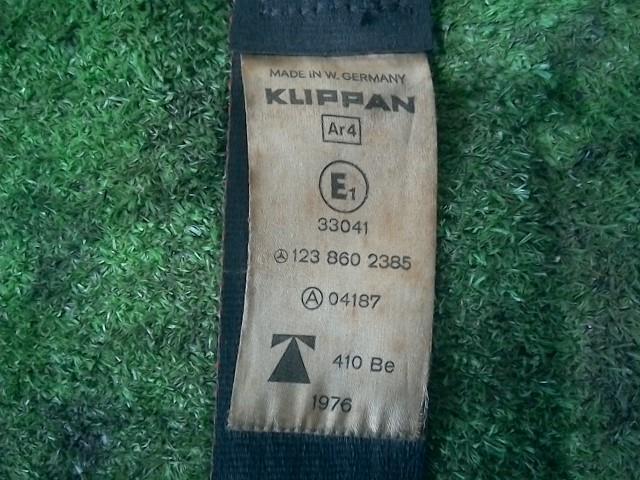 MADE IN W. GERMANY
KLIPPAN
Ar4
E1
33041
123 860 2385
A 04187
410 Be
1976